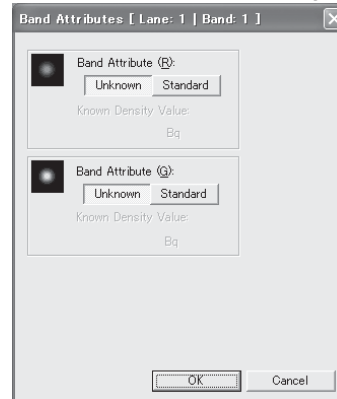 Band Attributes [ Lane: 1 | Band: 1 ]
Band Attribute (R):
Unknown Standard
Known Density Value:
Bq
Band Attribute (G):
Unknown Standard
Known Density Value:
Bq
OK Cancel